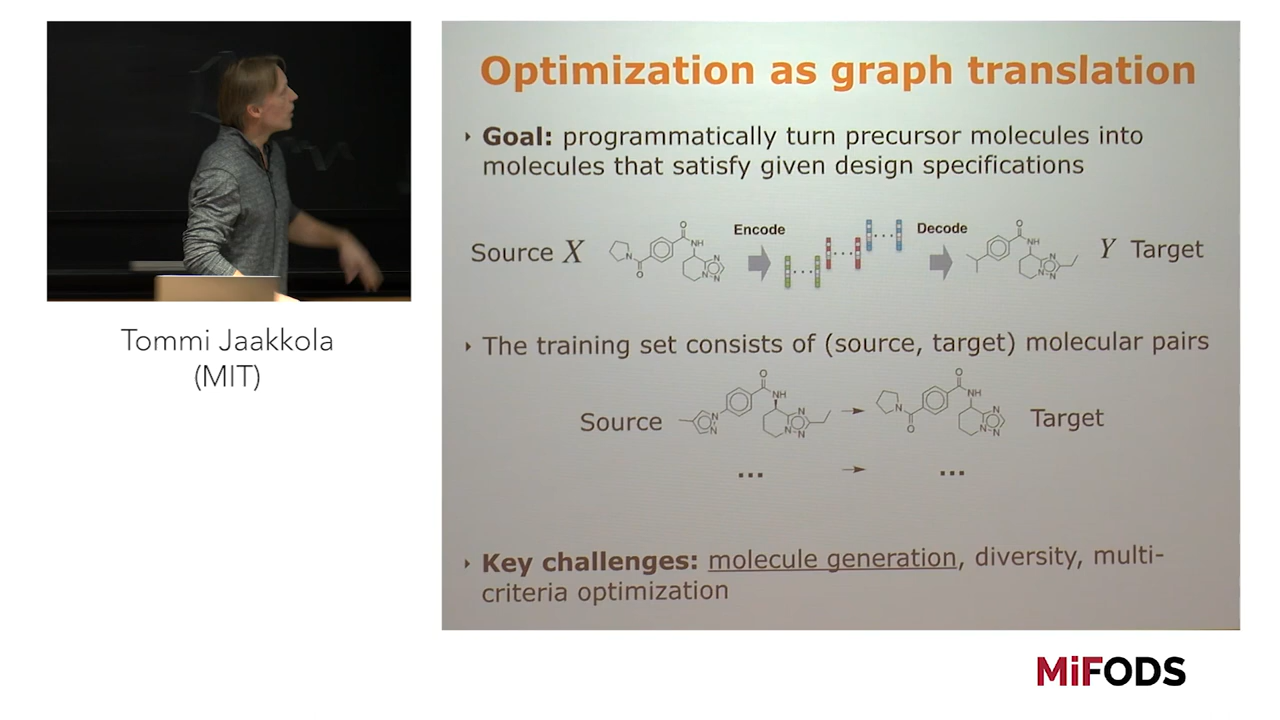 Optimization as graph translation
‣ Goal: programmatically turn precursor molecules into
molecules that satisfy given design specifications
Source X
Encode
Decode
Y Target
‣ The training set consists of (source, target) molecular pairs
Source
Target
... → ...
‣ Key challenges: molecule generation, diversity, multi-
criteria optimization
Tommi Jaakkola
(MIT)
MiFODS